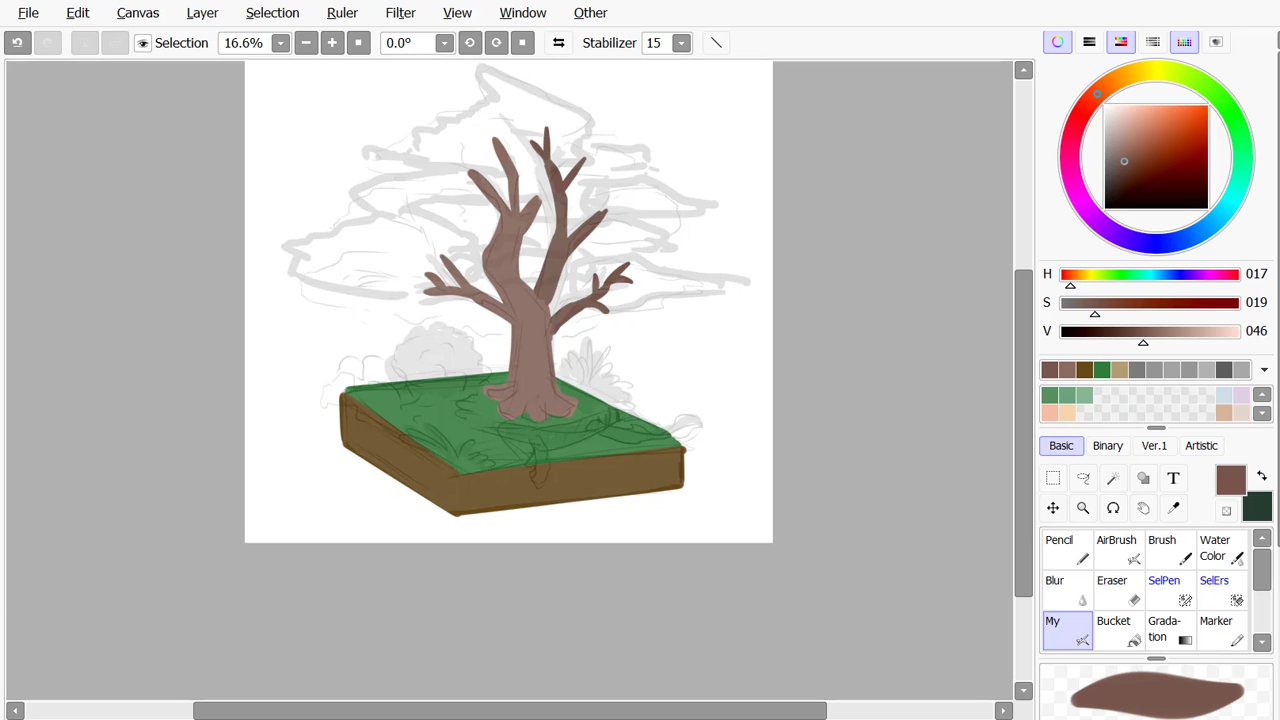 File Edit Canvas Layer Selection Ruler Filter View Window Other
Selection 16.6% 0.0° Stabilizer 15
H 017
S 019
V 046
Basic Binary Ver.1 Artistic
T
Pencil AirBrush Brush Water
Color
Blur Eraser SelPen SelErs
My Bucket Grada- Marker
tion